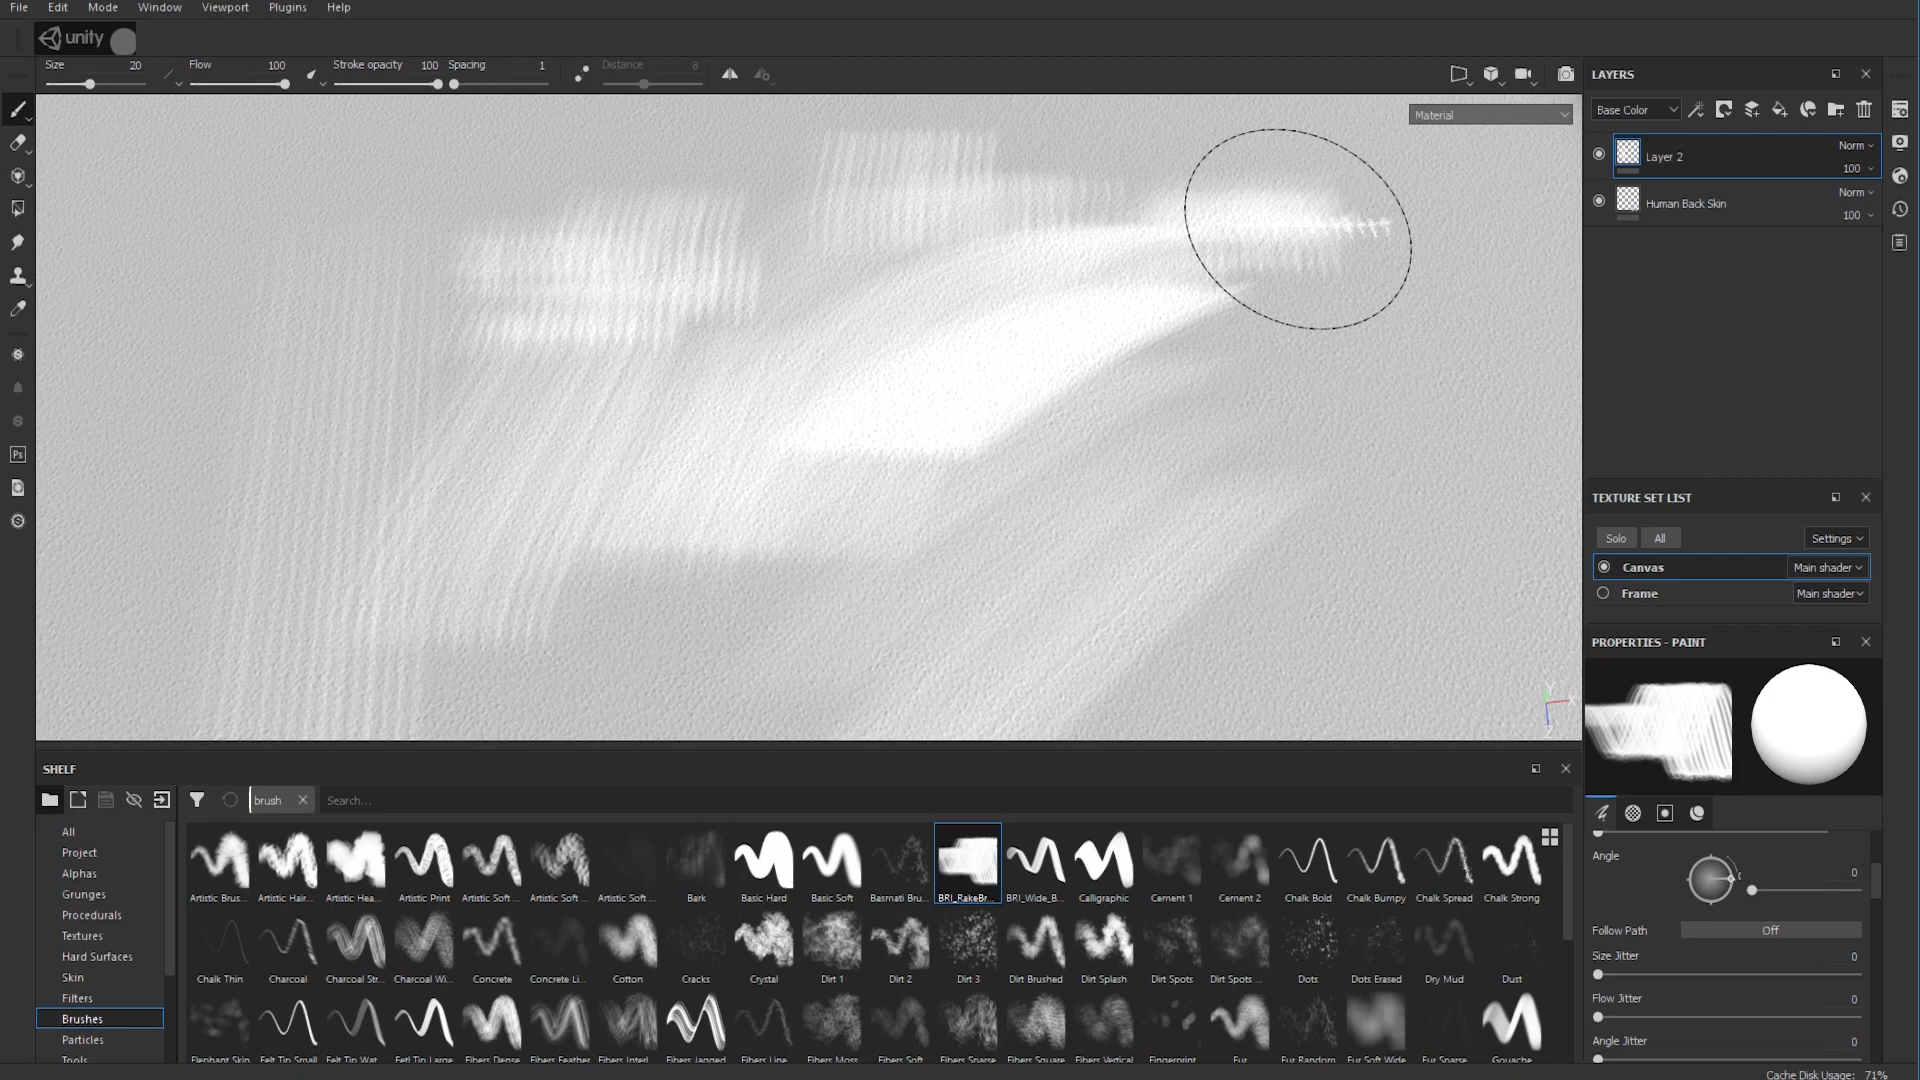 File Edit Mode Window Viewport Plugins Help
unity
Size 20 Flow 100 Stroke opacity 100 Spacing 1 Distance 8
Material
LAYERS
Base Color
Layer 2 Norm 100
Human Back Skin Norm 100
TEXTURE SET LIST
Solo All Settings
Canvas Main shader
Frame Main shader
PROPERTIES - PAINT
Angle 0
Follow Path Off
Size Jitter 0
Flow Jitter 0
Angle Jitter 0
Ps
Y
X
Z
SHELF
brush Search...
All
Project
Alphas
Grunges
Procedurals
Textures
Hard Surfaces
Skin
Filters
Brushes
Particles
Tools
Artistic Brus... Artistic Hair... Artistic Hea... Artistic Print Artistic Soft ... Artistic Soft ... Artistic Soft ... Bark Basic Hard Basic Soft Basmati Bru... BRI_RakeBr... BRI_Wide_B... Calligraphic Cement 1 Cement 2 Chalk Bold Chalk Bumpy Chalk Spread Chalk Strong
Chalk Thin Charcoal Charcoal Str... Charcoal Wi... Concrete Concrete Li... Cotton Cracks Crystal Dirt 1 Dirt 2 Dirt 3 Dirt Brushed Dirt Splash Dirt Spots Dirt Spots ... Dots Dots Erased Dry Mud Dust
Elephant Skin Felt Tip Small Felt Tip Wat Fetl Tip Large Fibers Dense Fibers Feather Fibers Interl Fibers Jagged Fibers Line Fibers Moss Fibers Soft Fibers Sparse Fibers Square Fibers Vertical Fingerprint Fur Fur Random Fur Soft Wide Fur Sparse Gouache
Cache Disk Usage: 71%